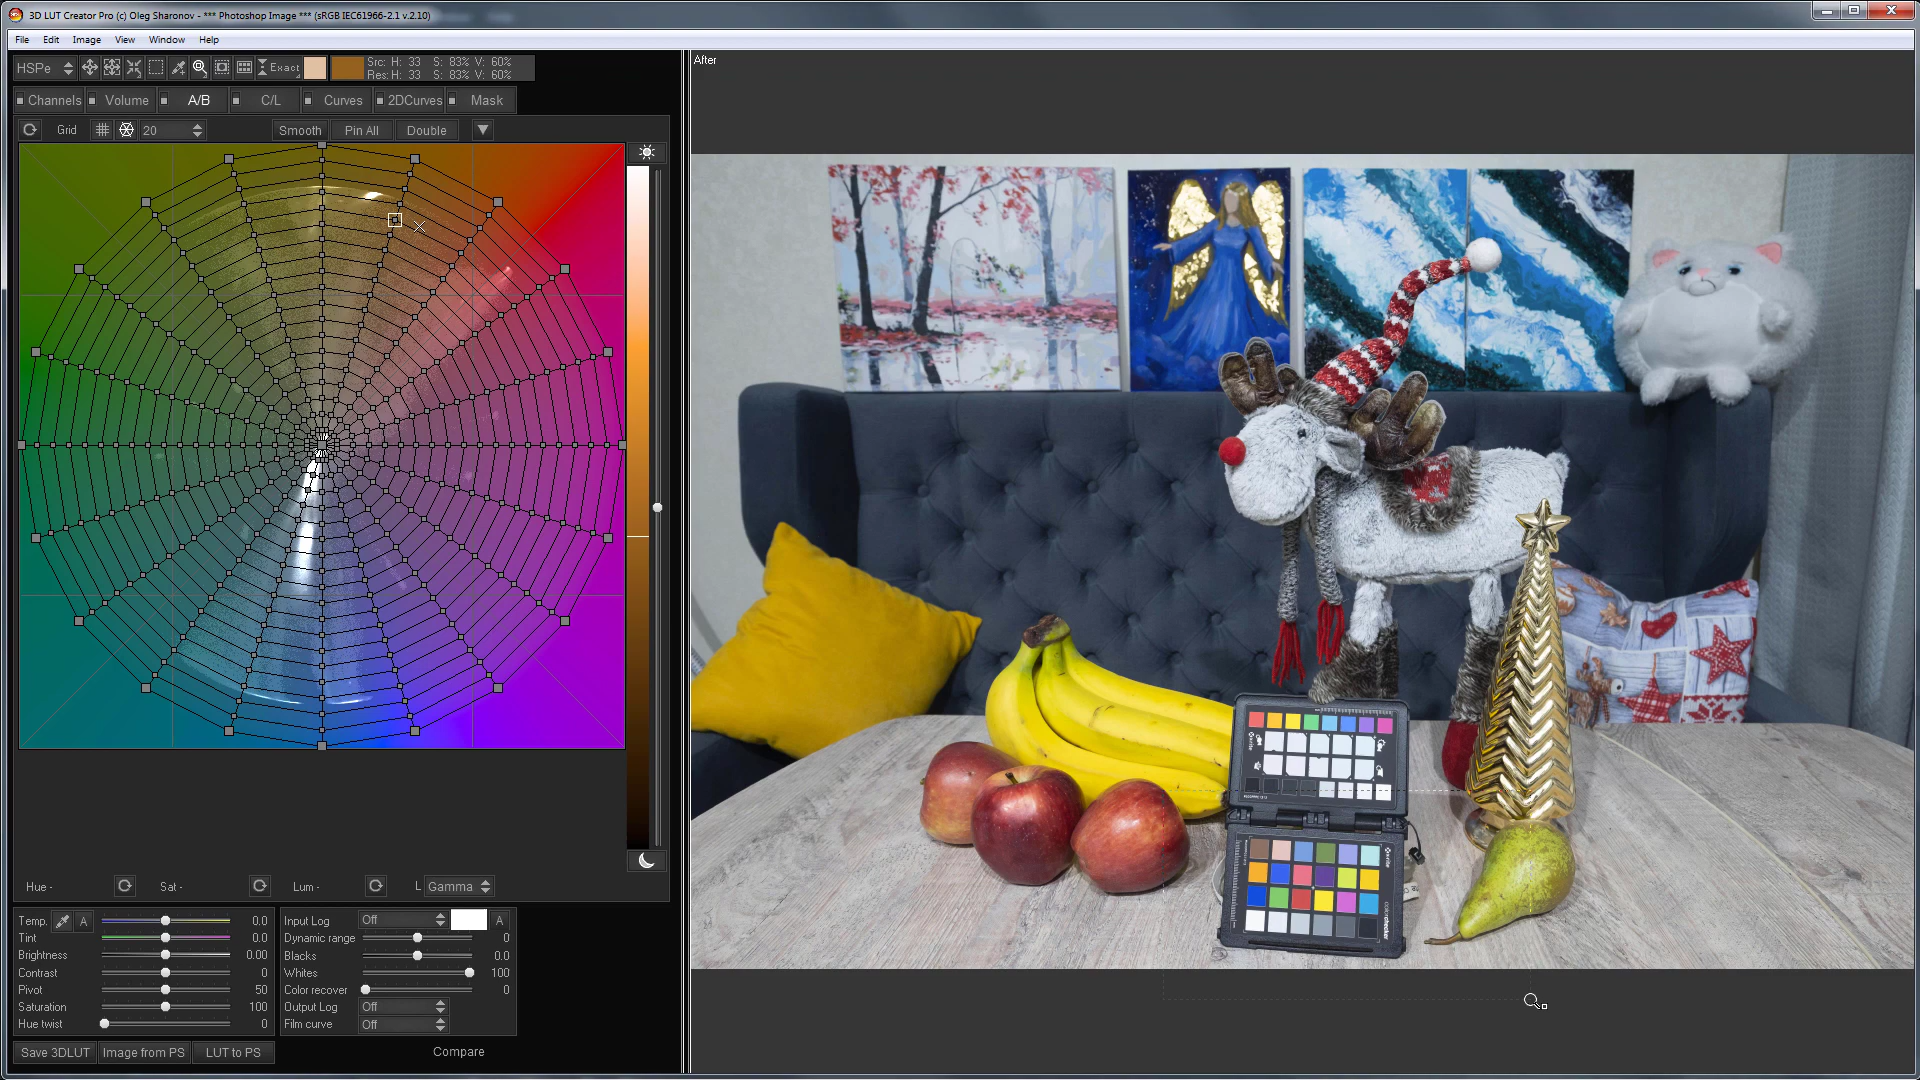 3D LUT Creator Pro (c) Oleg Sharonov - *** Photoshop Image *** (sRGB IEC61966-2.1 v.2.10)
File Edit Image View Window Help
HSPe Exact Src: H: 33 S: 83% V: 60%
Res: H: 33 S: 83% V: 60%
After
Channels Volume A/B C/L Curves 2DCurves Mask
Grid 20 Smooth Pin All Double
Hue - Sat - Lum - L Gamma
Temp. A 0.0
Tint 0.0
Brightness 0.00
Contrast 0
Pivot 50
Saturation 100
Hue twist 0
Input Log Off A
Dynamic range 0
Blacks 0.0
Whites 100
Color recover 0
Output Log Off
Film curve Off
Save 3DLUT Image from PS LUT to PS Compare